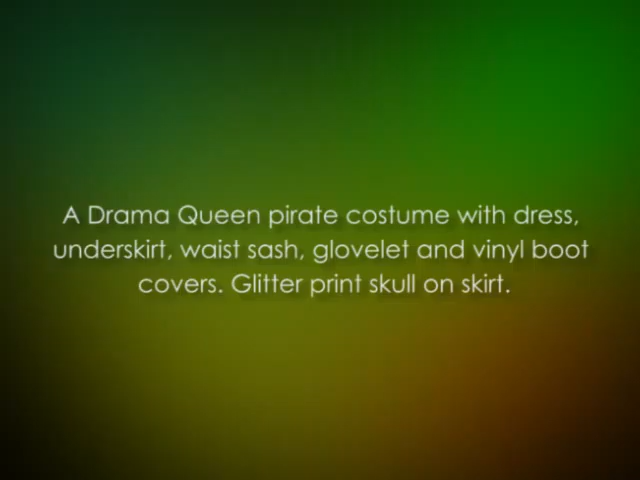 A Drama Queen pirate costume with dress,
underskirt, waist sash, glovelet and vinyl boot
covers. Glitter print skull on skirt.